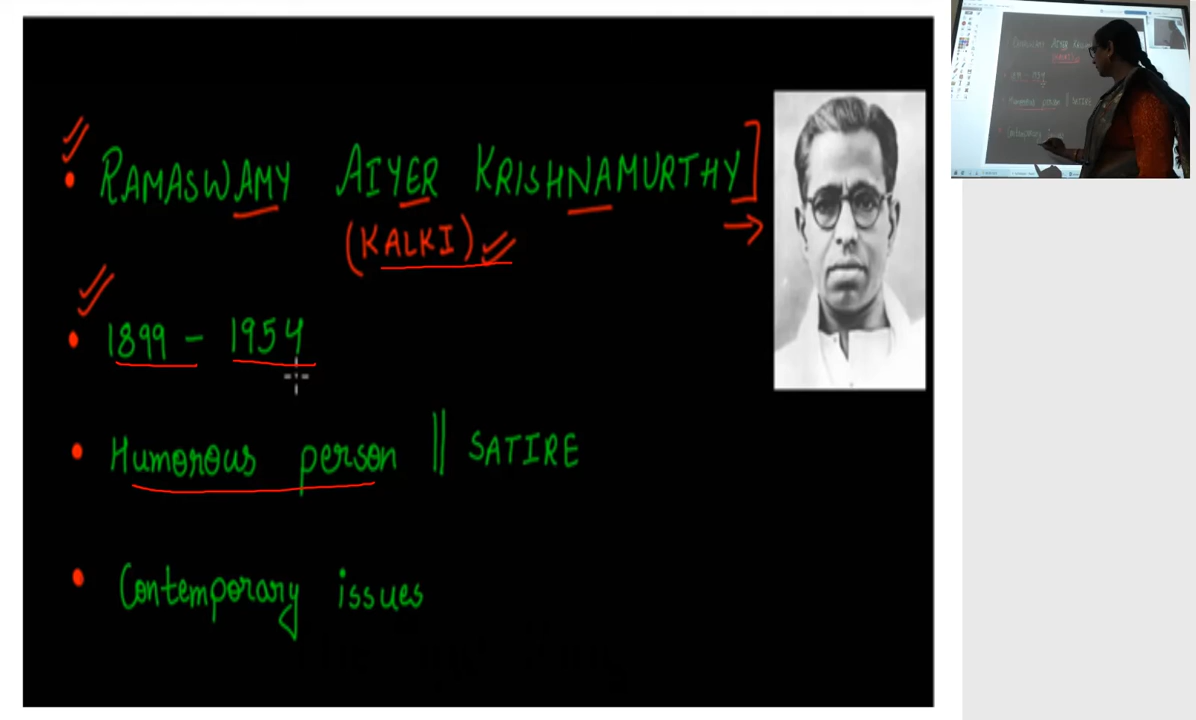 RAMASWAMY AIYER KRISHNAMURTHY
(KALKI)
1899 - 1954
Humorous person || SATIRE
Contemporary issues